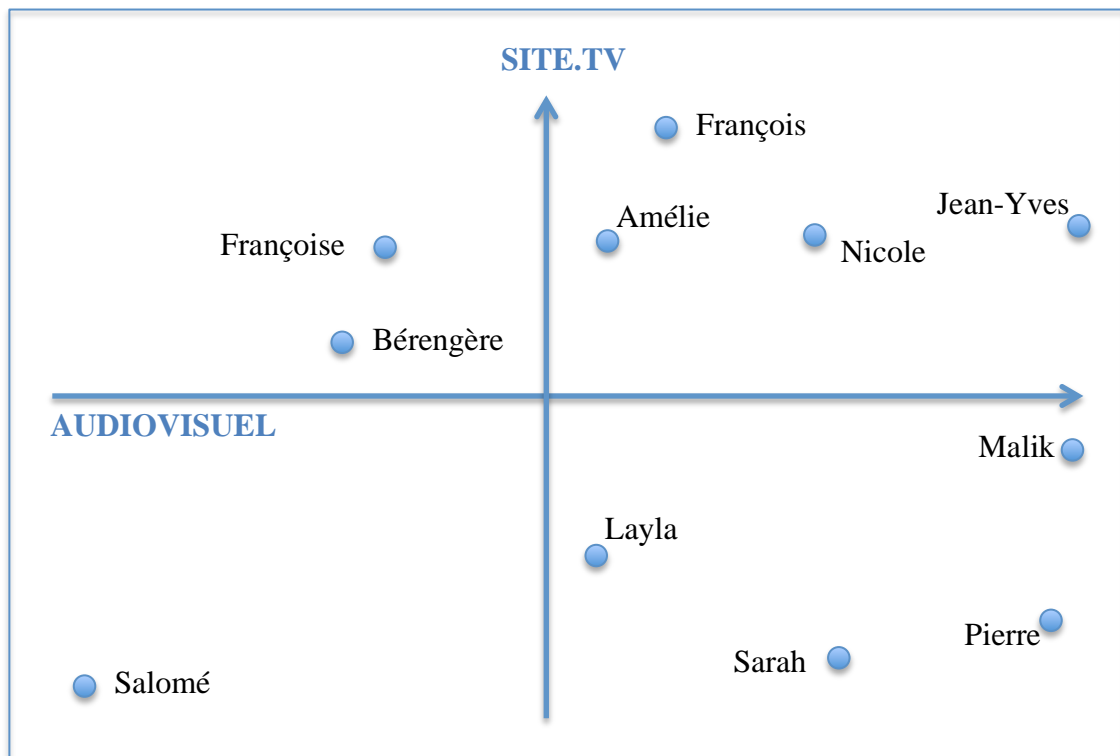 SITE.TV
François
Jean-Yves
Amélie
Françoise
Nicole
Bérengère
AUDIOVISUEL
Malik
Layla
Pierre
Sarah
Salomé